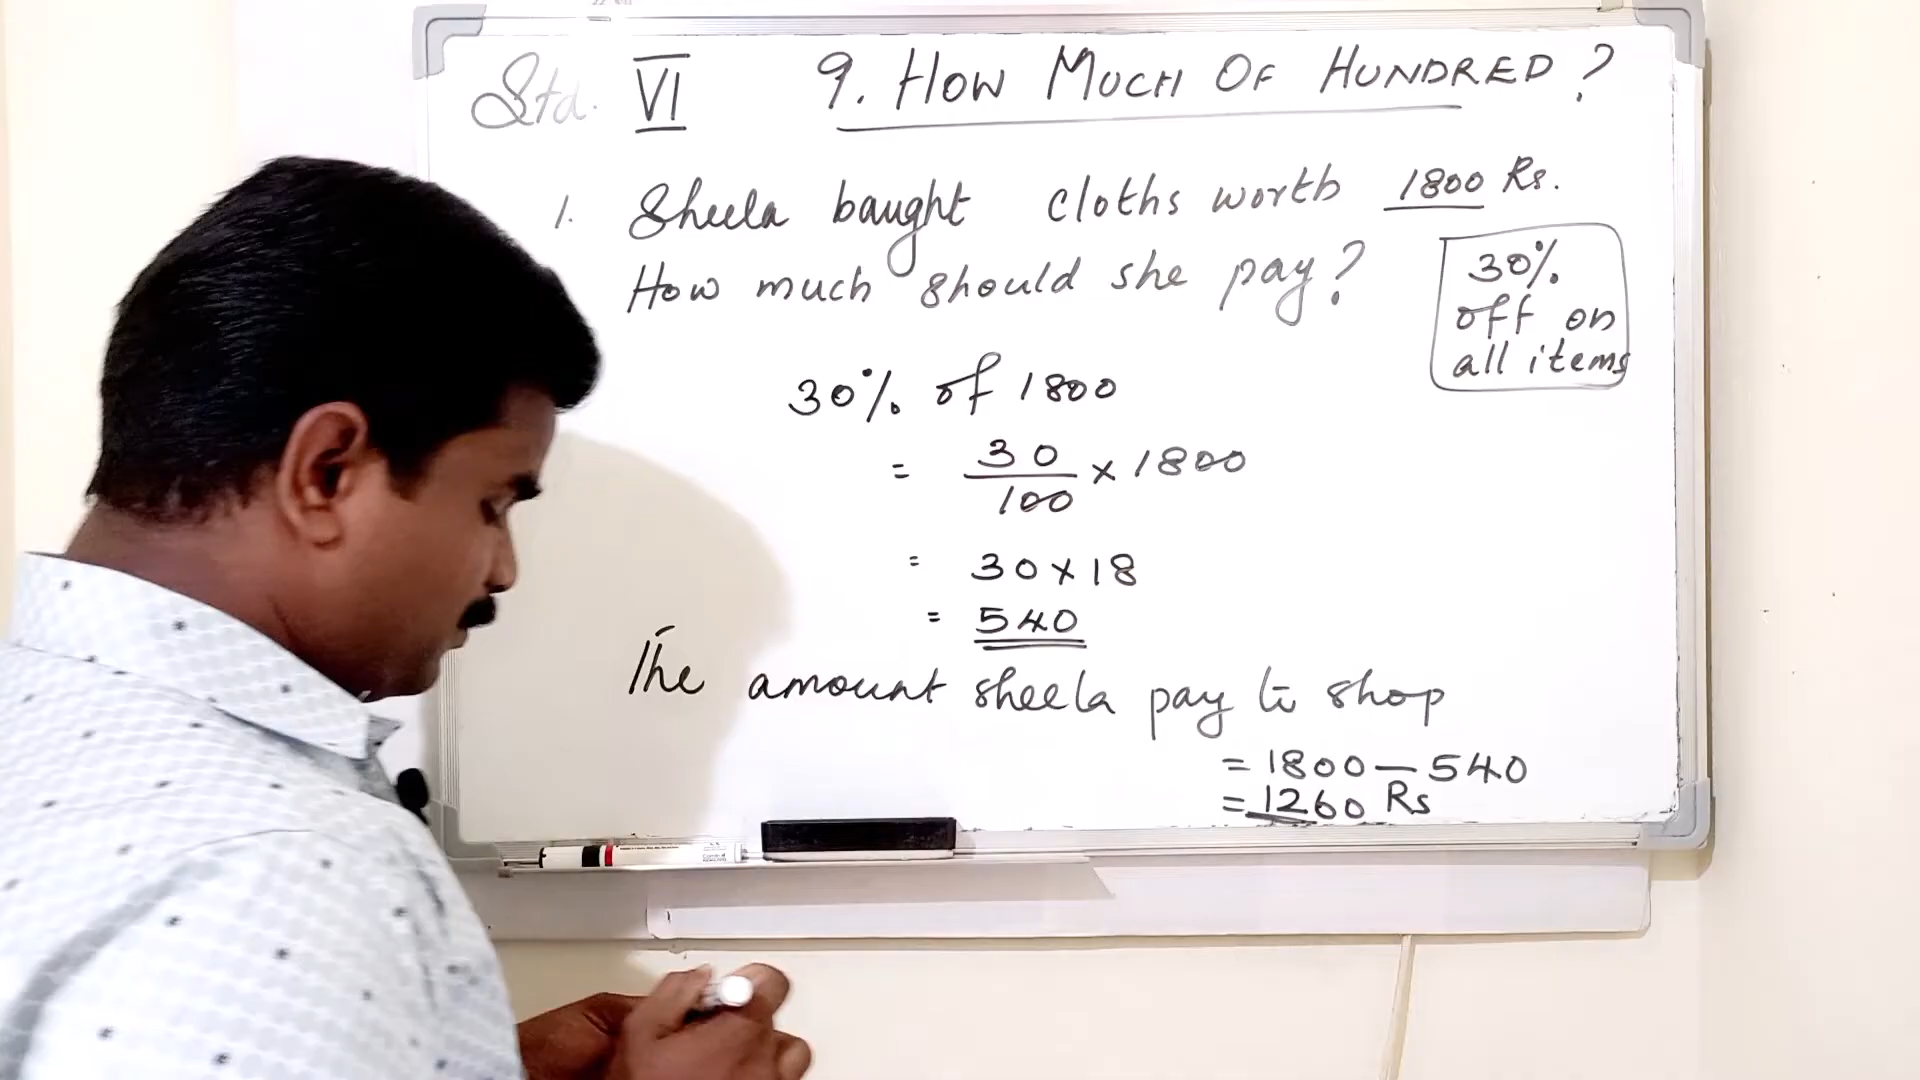 Std. VI 9. HOW MUCH OF HUNDRED?
1. Sheela baught cloths worth 1800 Rs.
How much should she pay?
30%
off on
all items
30% of 1800
= 30/100 × 1800
= 30 × 18
= 540
The amount sheela pay to shop
= 1800 — 540
= 1260 Rs